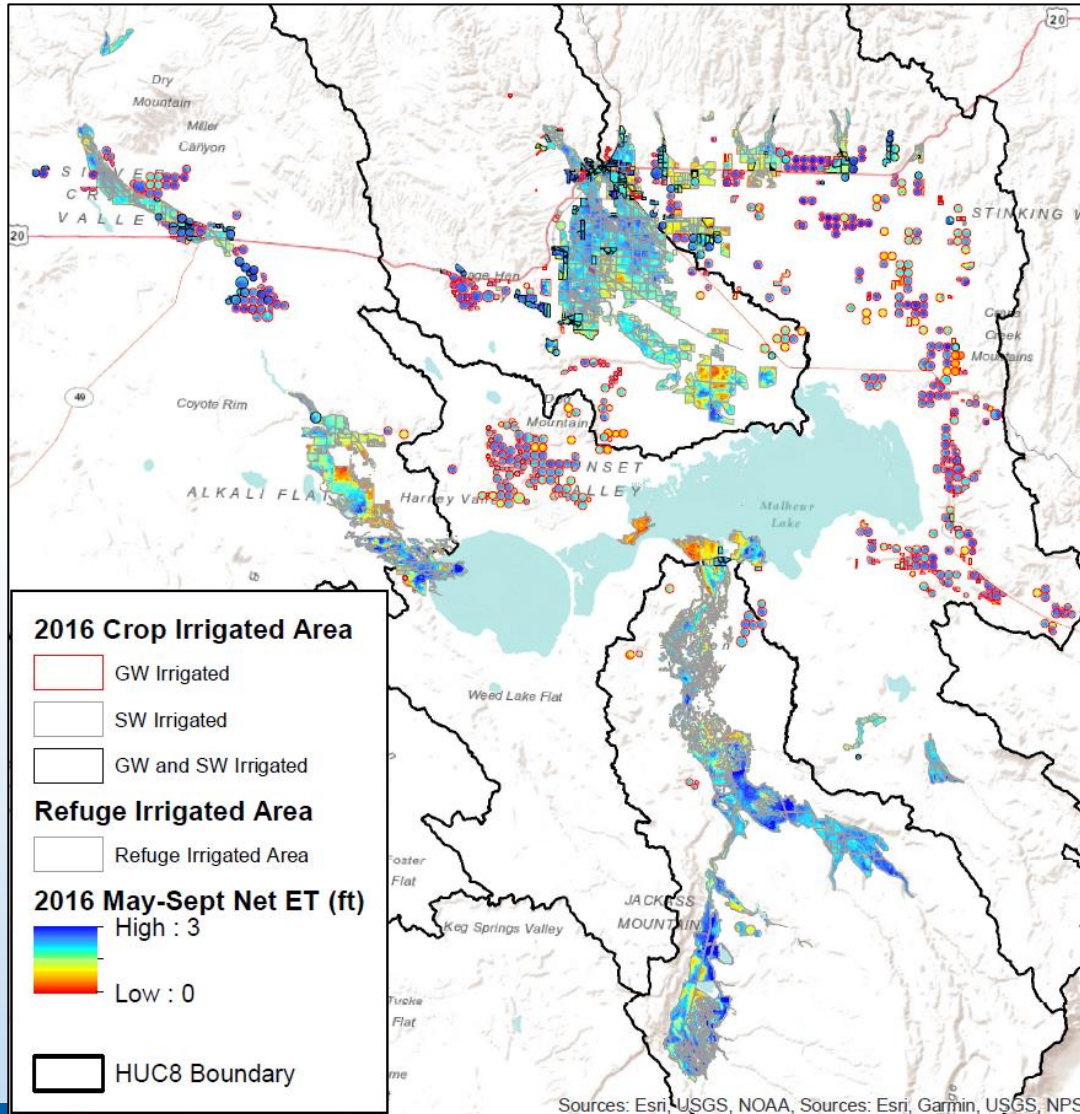 20
Dry
Mountain
Miller
Canyon
VALLE
STINKING W
20
Creek
Mountains
49
Coyote Rim
Mountain
ALKALI FLAT
ALLEY
Malheur
Lake
2016 Crop Irrigated Area
GW Irrigated
SW Irrigated
GW and SW Irrigated
Refuge Irrigated Area
Refuge Irrigated Area
2016 May-Sept Net ET (ft)
High : 3
Low : 0
HUC8 Boundary
Weed Lake Flat
Flat
JACKASS
MOUNTAIN
Keg Springs Valley
Flat
Sources: Esri, USGS, NOAA, Sources: Esri, Garmin, USGS, NPS